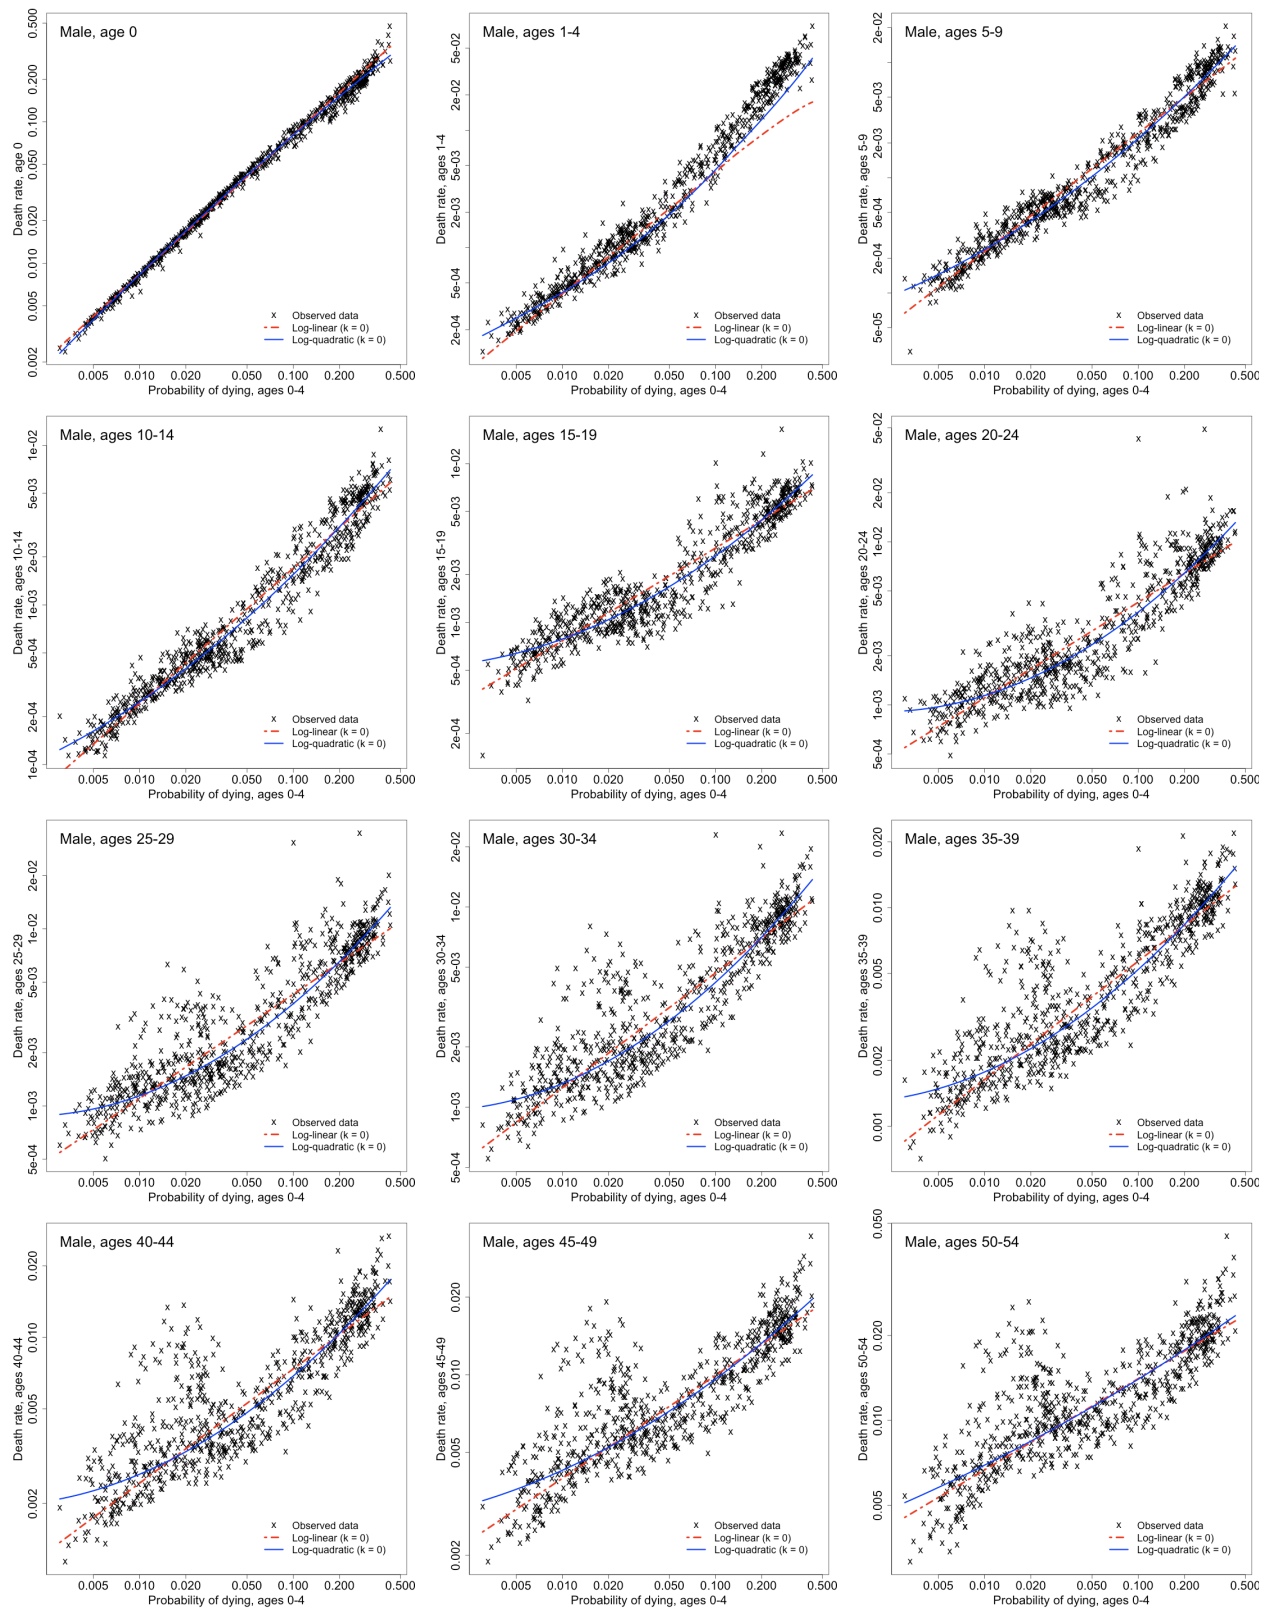 Male, age 0
Death rate, age 0
0.002 0.005 0.010 0.020 0.050 0.100 0.200 0.500
Observed data
Log-linear (k = 0)
Log-quadratic (k = 0)
0.005 0.010 0.020 0.050 0.100 0.200 0.500
Probability of dying, ages 0-4
Male, ages 1-4
Death rate, ages 1-4
2e-04 5e-04 2e-03 5e-03 2e-02 5e-02
Observed data
Log-linear (k = 0)
Log-quadratic (k = 0)
0.005 0.010 0.020 0.050 0.100 0.200 0.500
Probability of dying, ages 0-4
Male, ages 5-9
Death rate, ages 5-9
5e-05 2e-04 5e-04 2e-03 5e-03 2e-02
Observed data
Log-linear (k = 0)
Log-quadratic (k = 0)
0.005 0.010 0.020 0.050 0.100 0.200 0.500
Probability of dying, ages 0-4
Male, ages 10-14
Death rate, ages 10-14
1e-04 2e-04 5e-04 1e-03 2e-03 5e-03 1e-02
Observed data
Log-linear (k = 0)
Log-quadratic (k = 0)
0.005 0.010 0.020 0.050 0.100 0.200 0.500
Probability of dying, ages 0-4
Male, ages 15-19
Death rate, ages 15-19
2e-04 5e-04 1e-03 2e-03 5e-03 1e-02
Observed data
Log-linear (k = 0)
Log-quadratic (k = 0)
0.005 0.010 0.020 0.050 0.100 0.200 0.500
Probability of dying, ages 0-4
Male, ages 20-24
Death rate, ages 20-24
5e-04 1e-03 2e-03 5e-03 1e-02 2e-02 5e-02
Observed data
Log-linear (k = 0)
Log-quadratic (k = 0)
0.005 0.010 0.020 0.050 0.100 0.200 0.500
Probability of dying, ages 0-4
Male, ages 25-29
Death rate, ages 25-29
5e-04 1e-03 2e-03 5e-03 1e-02 2e-02
Observed data
Log-linear (k = 0)
Log-quadratic (k = 0)
0.005 0.010 0.020 0.050 0.100 0.200 0.500
Probability of dying, ages 0-4
Male, ages 30-34
Death rate, ages 30-34
5e-04 1e-03 2e-03 5e-03 1e-02 2e-02
Observed data
Log-linear (k = 0)
Log-quadratic (k = 0)
0.005 0.010 0.020 0.050 0.100 0.200 0.500
Probability of dying, ages 0-4
Male, ages 35-39
Death rate, ages 35-39
0.001 0.002 0.005 0.010 0.020
Observed data
Log-linear (k = 0)
Log-quadratic (k = 0)
0.005 0.010 0.020 0.050 0.100 0.200 0.500
Probability of dying, ages 0-4
Male, ages 40-44
Death rate, ages 40-44
0.002 0.005 0.010 0.020
Observed data
Log-linear (k = 0)
Log-quadratic (k = 0)
0.005 0.010 0.020 0.050 0.100 0.200 0.500
Probability of dying, ages 0-4
Male, ages 45-49
Death rate, ages 45-49
0.002 0.005 0.010 0.020
Observed data
Log-linear (k = 0)
Log-quadratic (k = 0)
0.005 0.010 0.020 0.050 0.100 0.200 0.500
Probability of dying, ages 0-4
Male, ages 50-54
Death rate, ages 50-54
0.005 0.010 0.020 0.050
Observed data
Log-linear (k = 0)
Log-quadratic (k = 0)
0.005 0.010 0.020 0.050 0.100 0.200 0.500
Probability of dying, ages 0-4